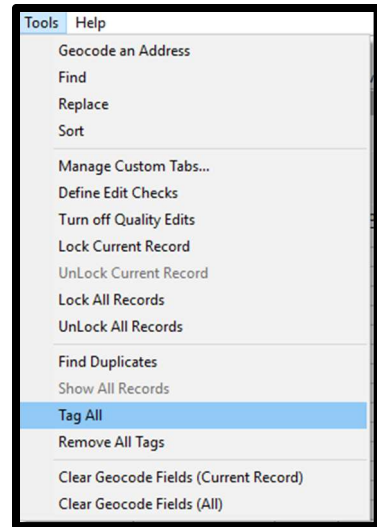 Tools Help
Geocode an Address
Find
Replace
Sort
Manage Custom Tabs...
Define Edit Checks
Turn off Quality Edits
Lock Current Record
UnLock Current Record
Lock All Records
UnLock All Records
Find Duplicates
Show All Records
Tag All
Remove All Tags
Clear Geocode Fields (Current Record)
Clear Geocode Fields (All)